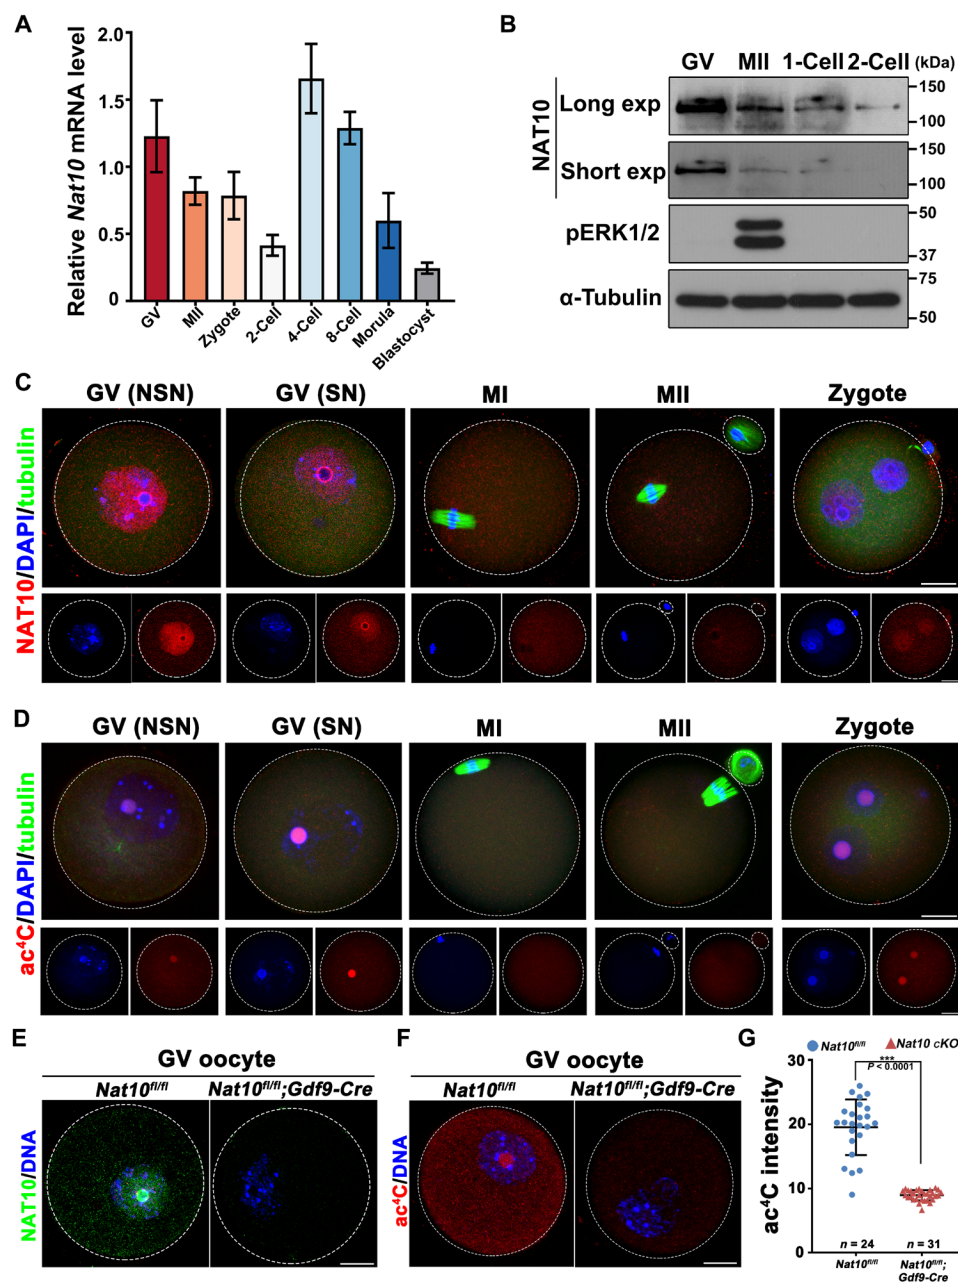 A
Relative Nat10 mRNA level
2.0
1.5
1.0
0.5
0
GV
MII
Zygote
2-Cell
4-Cell
8-Cell
Morula
Blastocyst
B
GV MII 1-Cell 2-Cell (kDa)
NAT10
Long exp
150
100
Short exp
150
100
pERK1/2
50
37
α-Tubulin
75
50
C
GV (NSN) GV (SN) MI MII Zygote
NAT10/DAPI/tubulin
D
GV (NSN) GV (SN) MI MII Zygote
ac⁴C/DAPI/tubulin
E
GV oocyte
Nat10fl/fl Nat10fl/fl;Gdf9-Cre
NAT10/DNA
F
GV oocyte
Nat10fl/fl Nat10fl/fl;Gdf9-Cre
ac⁴C/DNA
G
Nat10fl/fl Nat10 cKO
***
P < 0.0001
ac⁴C intensity
30
20
10
0
n = 24 n = 31
Nat10fl/fl Nat10fl/fl;
Gdf9-Cre